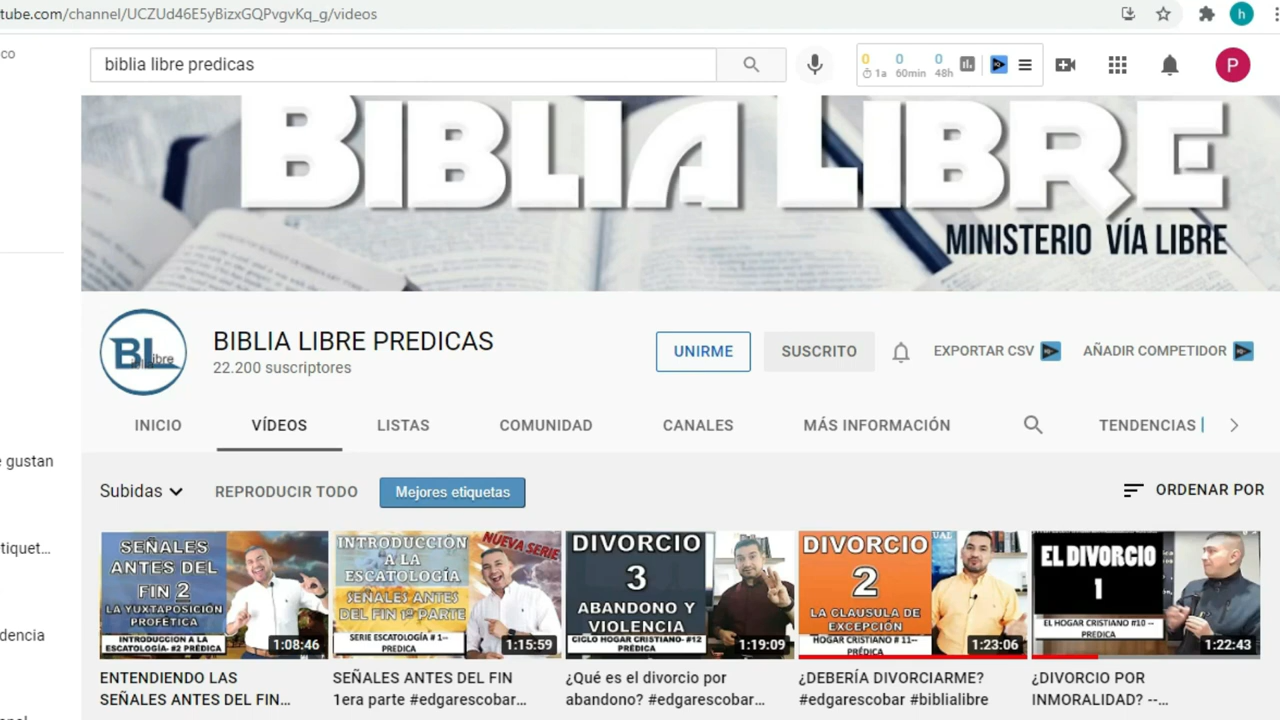 tube.com/channel/UCZUd46E5yBizxGQPvgvKq_g/videos
h
co
biblia libre predicas
0 0 0
1a 60min 48h
P
BIBLIA LIBRE
MINISTERIO VÍA LIBRE
BL
ibre
BIBLIA LIBRE PREDICAS
22.200 suscriptores
UNIRME
SUSCRITO
EXPORTAR CSV
AÑADIR COMPETIDOR
INICIO
VÍDEOS
LISTAS
COMUNIDAD
CANALES
MÁS INFORMACIÓN
TENDENCIAS
e gustan
Subidas
REPRODUCIR TODO
Mejores etiquetas
ORDENAR POR
tiquet...
dencia
SEÑALES
ANTES DEL
FIN 2
LA YUXTAPOSICIÓN
PROFÉTICA
INTRODUCCION A LA
ESCATOLOGÍA- #2 PRÉDICA
1:08:46
ENTENDIENDO LAS
SEÑALES ANTES DEL FIN...
INTRODUCCIÓN
A LA
ESCATOLOGÍA
SEÑALES ANTES
DEL FIN 1ª PARTE
NUEVA SERIE
SERIE ESCATOLOGÍA # 1--
PREDICA
1:15:59
SEÑALES ANTES DEL FIN
1era parte #edgarescobar...
DIVORCIO
3
ABANDONO Y
VIOLENCIA
CICLO HOGAR CRISTIANO- #12
PRÉDICA
1:19:09
¿Qué es el divorcio por
abandono? #edgarescobar...
DIVORCIO
2
LA CLAUSULA DE
EXCEPCIÓN
HOGAR CRISTIANO # 11--
PRÉDICA
UAL
1:23:06
¿DEBERÍA DIVORCIARME?
#edgarescobar #biblialibre
EL DIVORCIO
1
EL HOGAR CRISTIANO #10 --
PREDICA
1:22:43
¿DIVORCIO POR
INMORALIDAD? --...